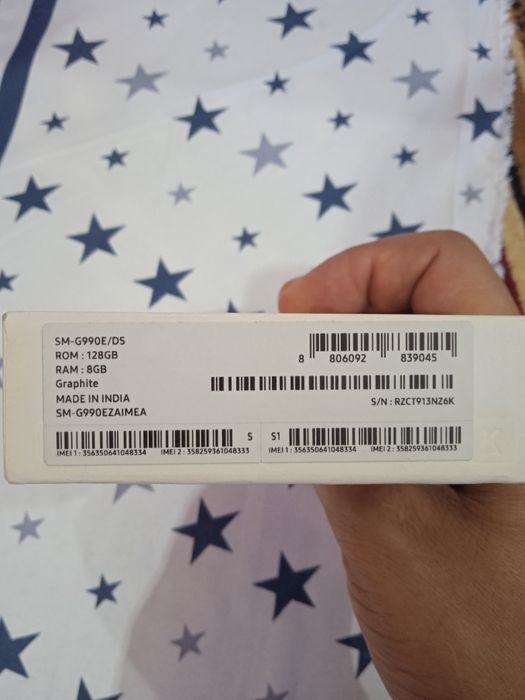 SM-G990E/DS
ROM : 128GB
RAM : 8GB
Graphite
MADE IN INDIA
SM-G990EZAIMEA
8 806092 839045
S/N : RZCT913NZ6K
S
IMEI 1 : 356350641048334 IMEI 2 : 358259361048333
S1
IMEI 1 : 356350641048334 IMEI 2 : 358259361048333